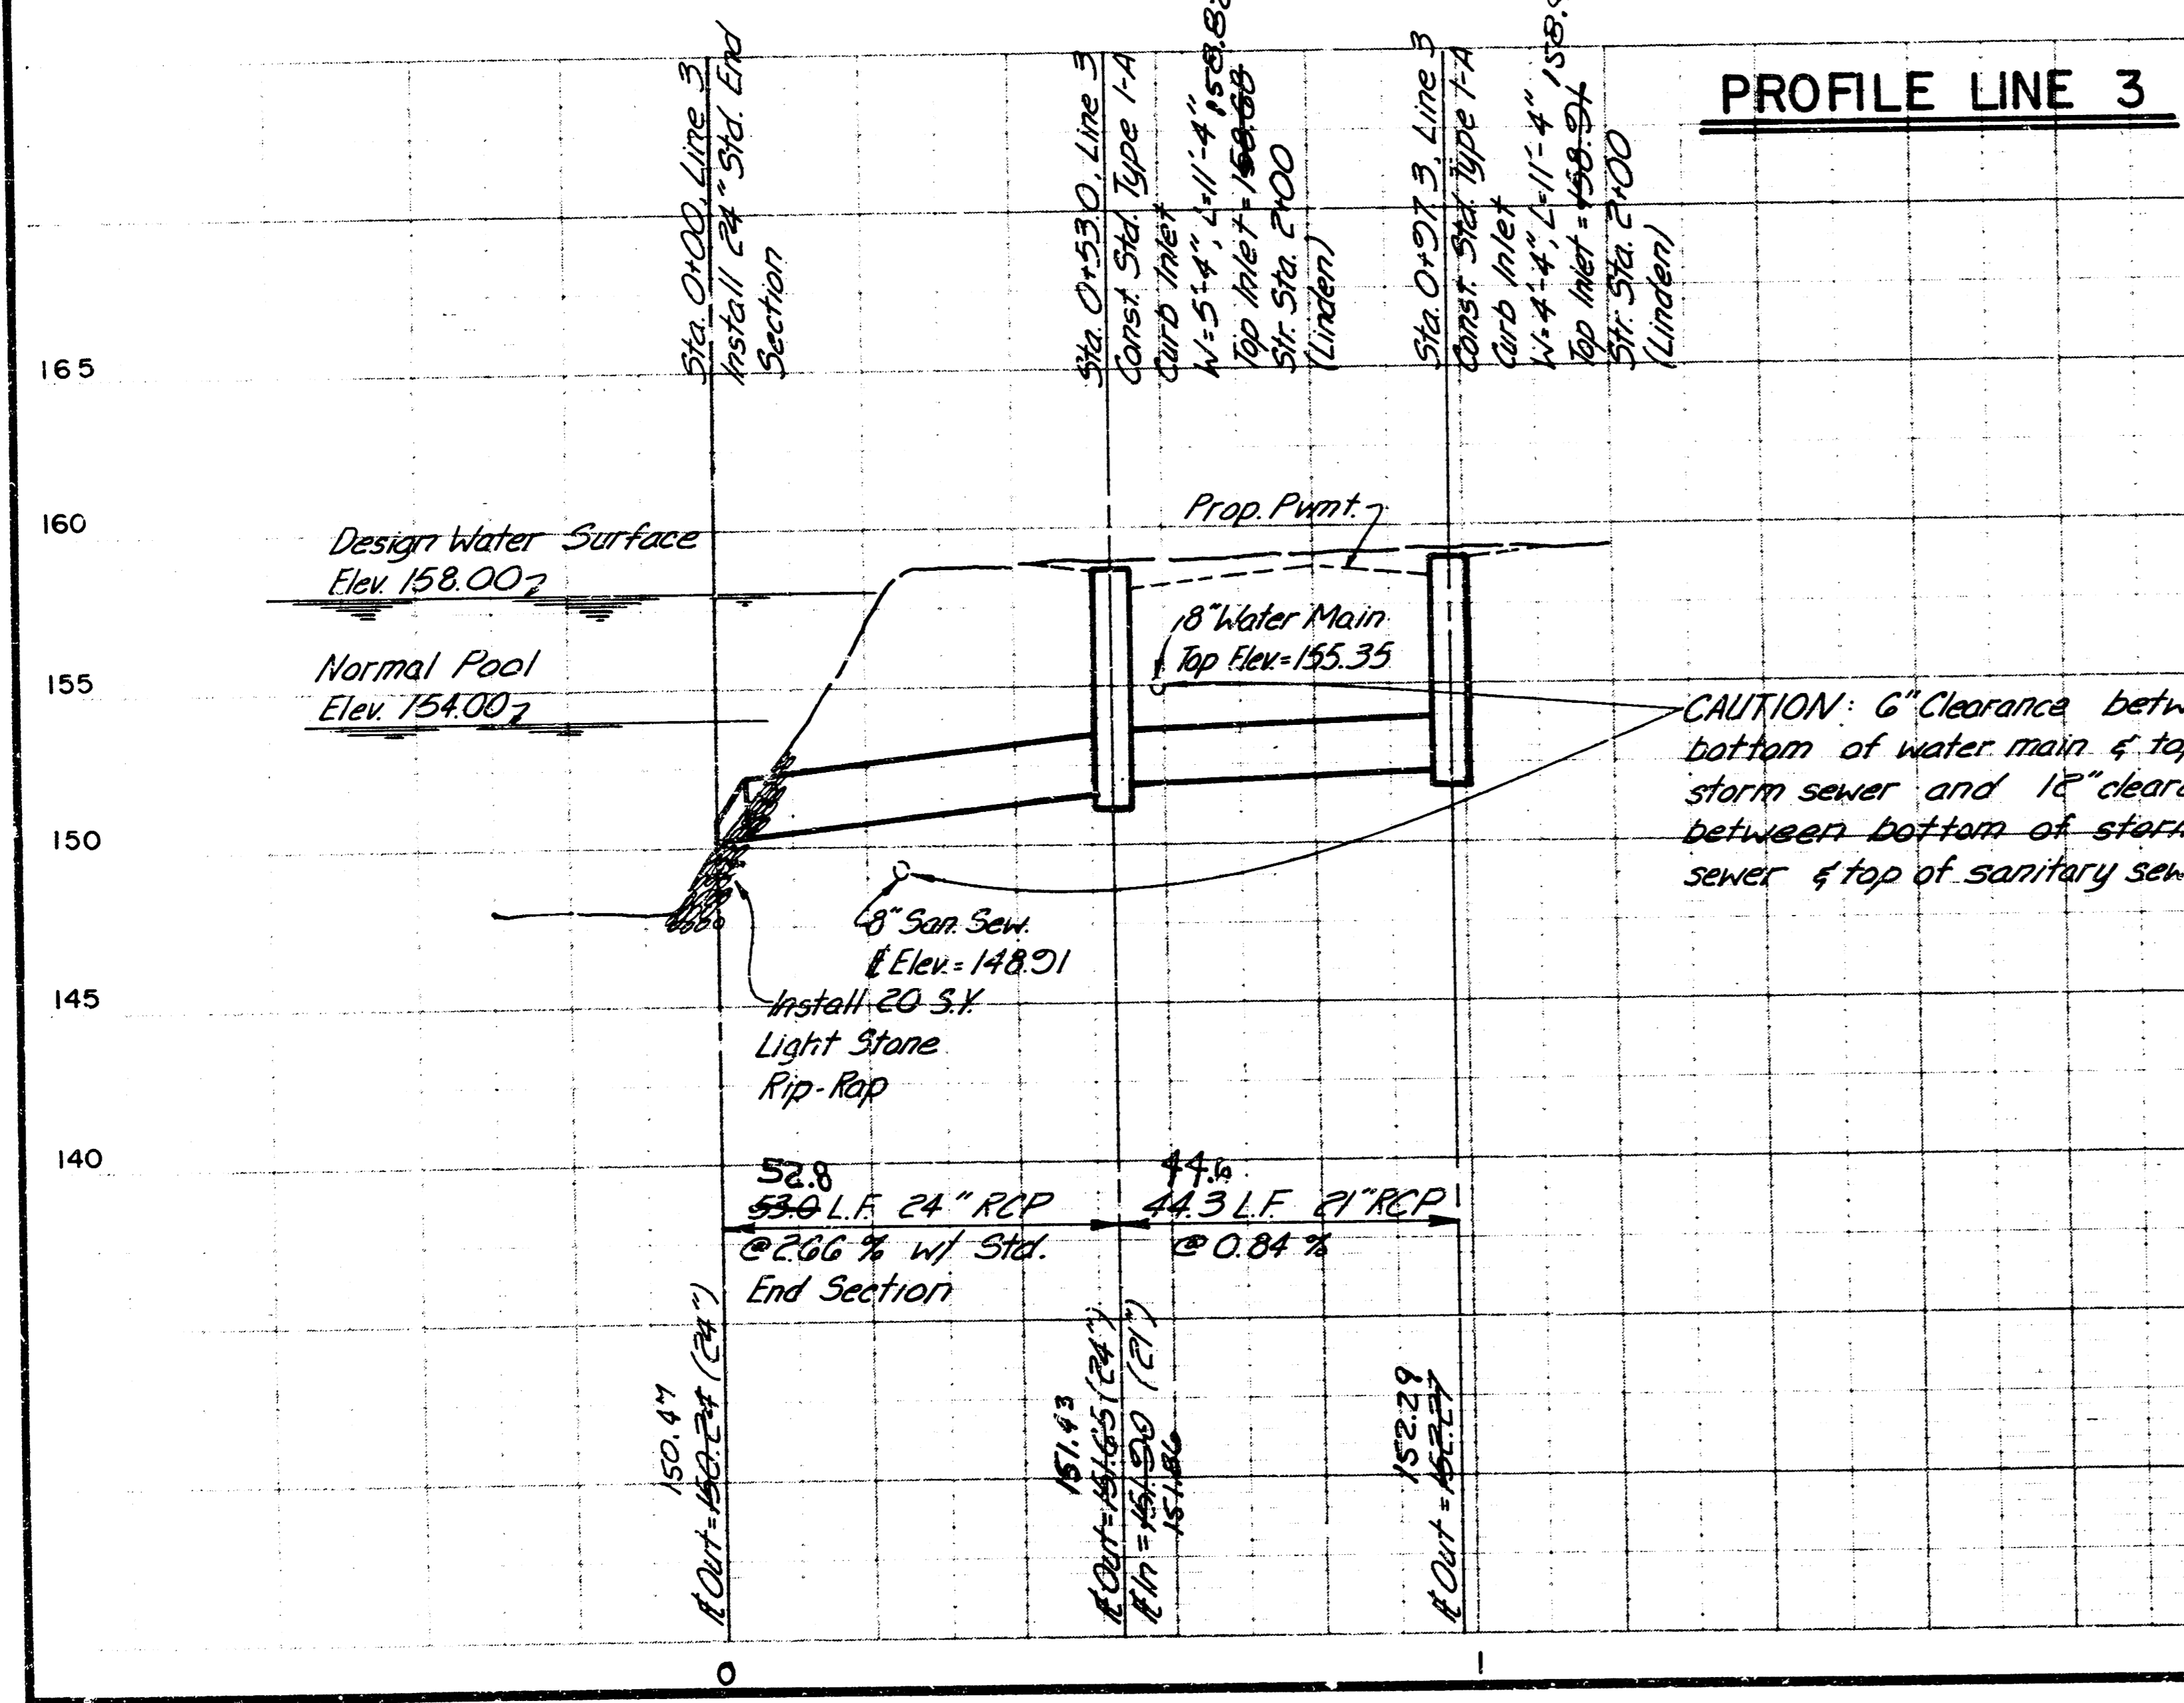 PROFILE LINE 3
Sta. 0+00, Line 3
Install 24" Std. End
Section
Sta. 0+53.0, Line 3
Const. Std. Type 1-A
Curb Inlet
W=5'-4", L=11'-4"
Top Inlet = 158.68
Str. Sta. 2+00
(Linden)
Sta. 0+97.3, Line 3
Const. Std. Type 1-A
Curb Inlet
W=4'-4", L=11'-4"
Top Inlet = 158.91
Str. Sta. 2+00
(Linden)
165
160
155
150
145
140
Design Water Surface
Elev. 158.00
Normal Pool
Elev. 154.00
Prop. Pvmt.
8" Water Main
Top Elev.=155.35
CAUTION: 6" Clearance
bottom of water main &
storm sewer and 12"
between bottom of
sewer & top of sanitary
8" San. Sew.
℄ Elev.=148.91
Install 20 S.Y.
Light Stone
Rip-Rap
52.8
53.0 L.F. 24" RCP
@ 2.66 % w/ Std.
End Section
44.6
44.3 L.F. 21" RCP
@ 0.84 %
150.47
Out=150.24 (24")
151.43
Out=151.65 (24")
In=151.90 (21")
151.86
152.29
Out=152.27
0
1